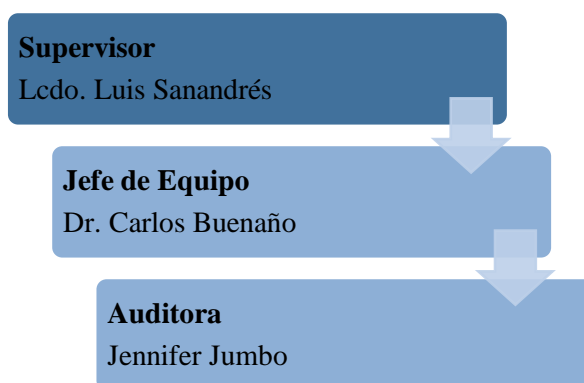 Supervisor
Lcdo. Luis Sanandrés
Jefe de Equipo
Dr. Carlos Buenaño
Auditora
Jennifer Jumbo